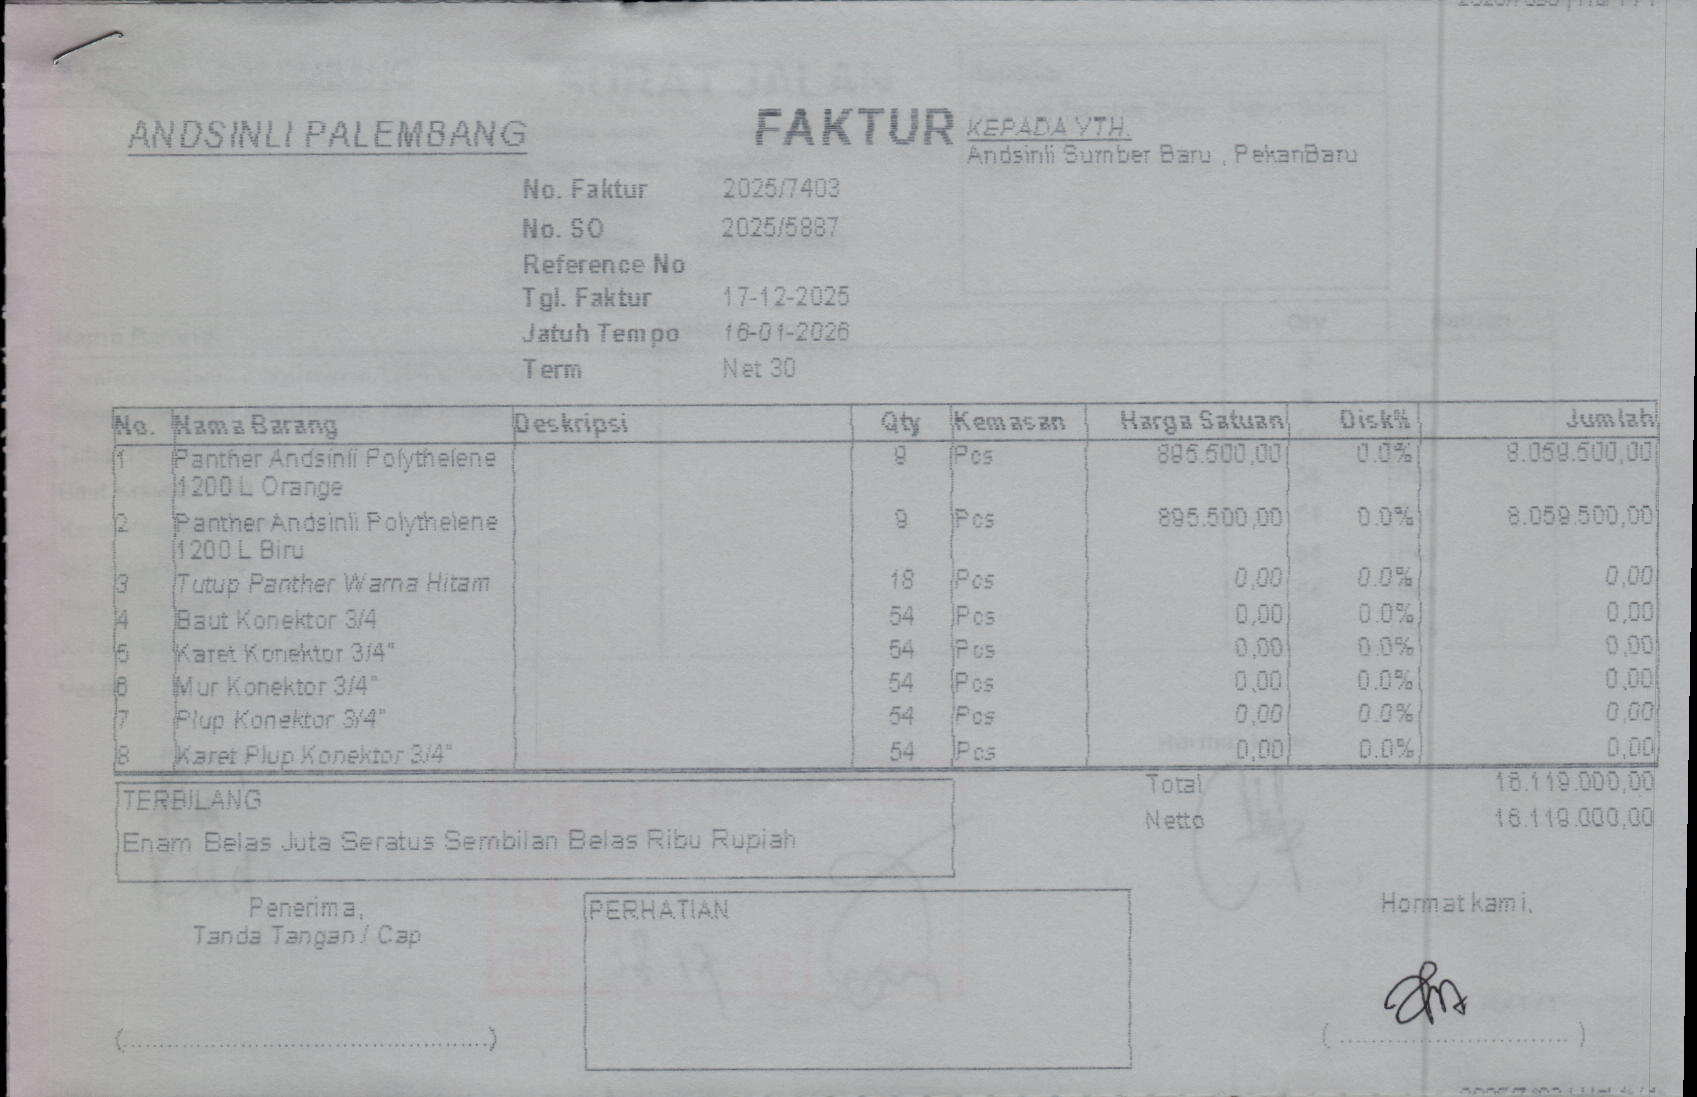 ANDSINLI PALEMBANG
FAKTUR
KEPADA YTH.
Andsinli Sumber Baru , PekanBaru
No. Faktur 2025/7403
No. SO 2025/5887
Reference No
Tgl. Faktur 17-12-2025
Jatuh Tempo 16-01-2026
Term Net 30
No. Nama Barang Deskripsi Qty Kemasan Harga Satuan Disk% Jumlah
1 Panther Andsinli Polythelene 9 Pcs 895.500,00 0.0% 8.059.500,00
1200 L Orange
2 Panther Andsinli Polythelene 9 Pcs 895.500,00 0.0% 8.059.500,00
1200 L Biru
3 Tutup Panther Warna Hitam 18 Pcs 0,00 0.0% 0,00
4 Baut Konektor 3/4 54 Pcs 0,00 0.0% 0,00
5 Karet Konektor 3/4" 54 Pcs 0,00 0.0% 0,00
6 Mur Konektor 3/4" 54 Pcs 0,00 0.0% 0,00
7 Plup Konektor 3/4" 54 Pcs 0,00 0.0% 0,00
8 Karet Plup Konektor 3/4" 54 Pcs 0,00 0.0% 0,00
Total 16.119.000,00
Netto 16.119.000,00
TERBILANG
Enam Belas Juta Seratus Sembilan Belas Ribu Rupiah
Penerima,
Tanda Tangan / Cap
PERHATIAN
Hormat kami,
(................................................)
( .............................. )